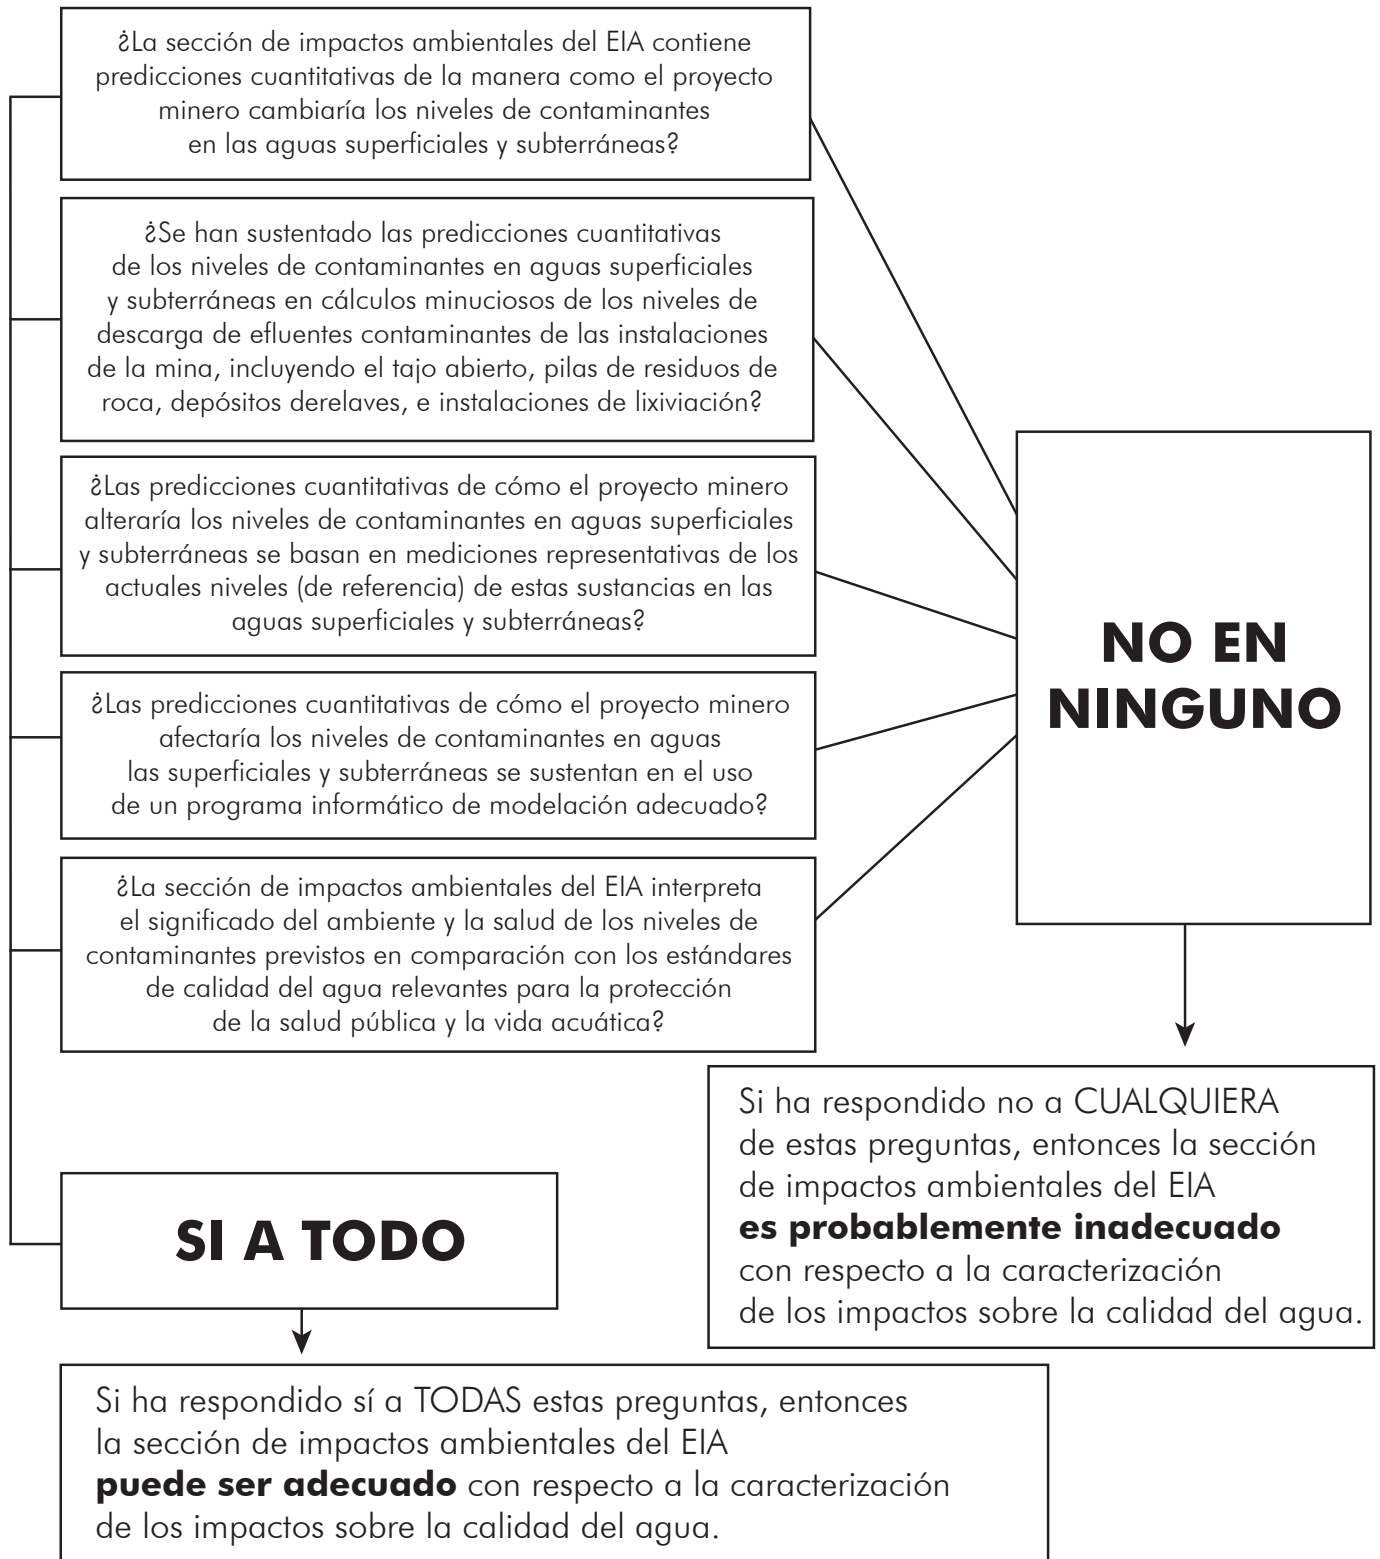 ¿La sección de impactos ambientales del EIA contiene
predicciones cuantitativas de la manera como el proyecto
minero cambiaría los niveles de contaminantes
en las aguas superficiales y subterráneas?
¿Se han sustentado las predicciones cuantitativas
de los niveles de contaminantes en aguas superficiales
y subterráneas en cálculos minuciosos de los niveles de
descarga de efluentes contaminantes de las instalaciones
de la mina, incluyendo el tajo abierto, pilas de residuos de
roca, depósitos derelaves, e instalaciones de lixiviación?
¿Las predicciones cuantitativas de cómo el proyecto minero
alteraría los niveles de contaminantes en aguas superficiales
y subterráneas se basan en mediciones representativas de los
actuales niveles (de referencia) de estas sustancias en las
aguas superficiales y subterráneas?
¿Las predicciones cuantitativas de cómo el proyecto minero
afectaría los niveles de contaminantes en aguas
las superficiales y subterráneas se sustentan en el uso
de un programa informático de modelación adecuado?
¿La sección de impactos ambientales del EIA interpreta
el significado del ambiente y la salud de los niveles de
contaminantes previstos en comparación con los estándares
de calidad del agua relevantes para la protección
de la salud pública y la vida acuática?
NO EN
NINGUNO
Si ha respondido no a CUALQUIERA
de estas preguntas, entonces la sección
de impactos ambientales del EIA
es probablemente inadecuado
con respecto a la caracterización
de los impactos sobre la calidad del agua.
SI A TODO
Si ha respondido sí a TODAS estas preguntas, entonces
la sección de impactos ambientales del EIA
puede ser adecuado con respecto a la caracterización
de los impactos sobre la calidad del agua.